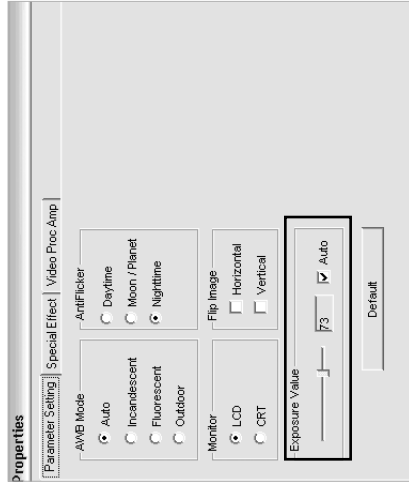 Properties
Parameter Setting Special Effect Video Proc Amp
AWB Mode
Auto
Incandescent
Fluorescent
Outdoor
AntiFlicker
Daytime
Moon / Planet
Nighttime
Monitor
LCD
CRT
Flip Image
Horizontal
Vertical
Exposure Value
73 Auto
Default